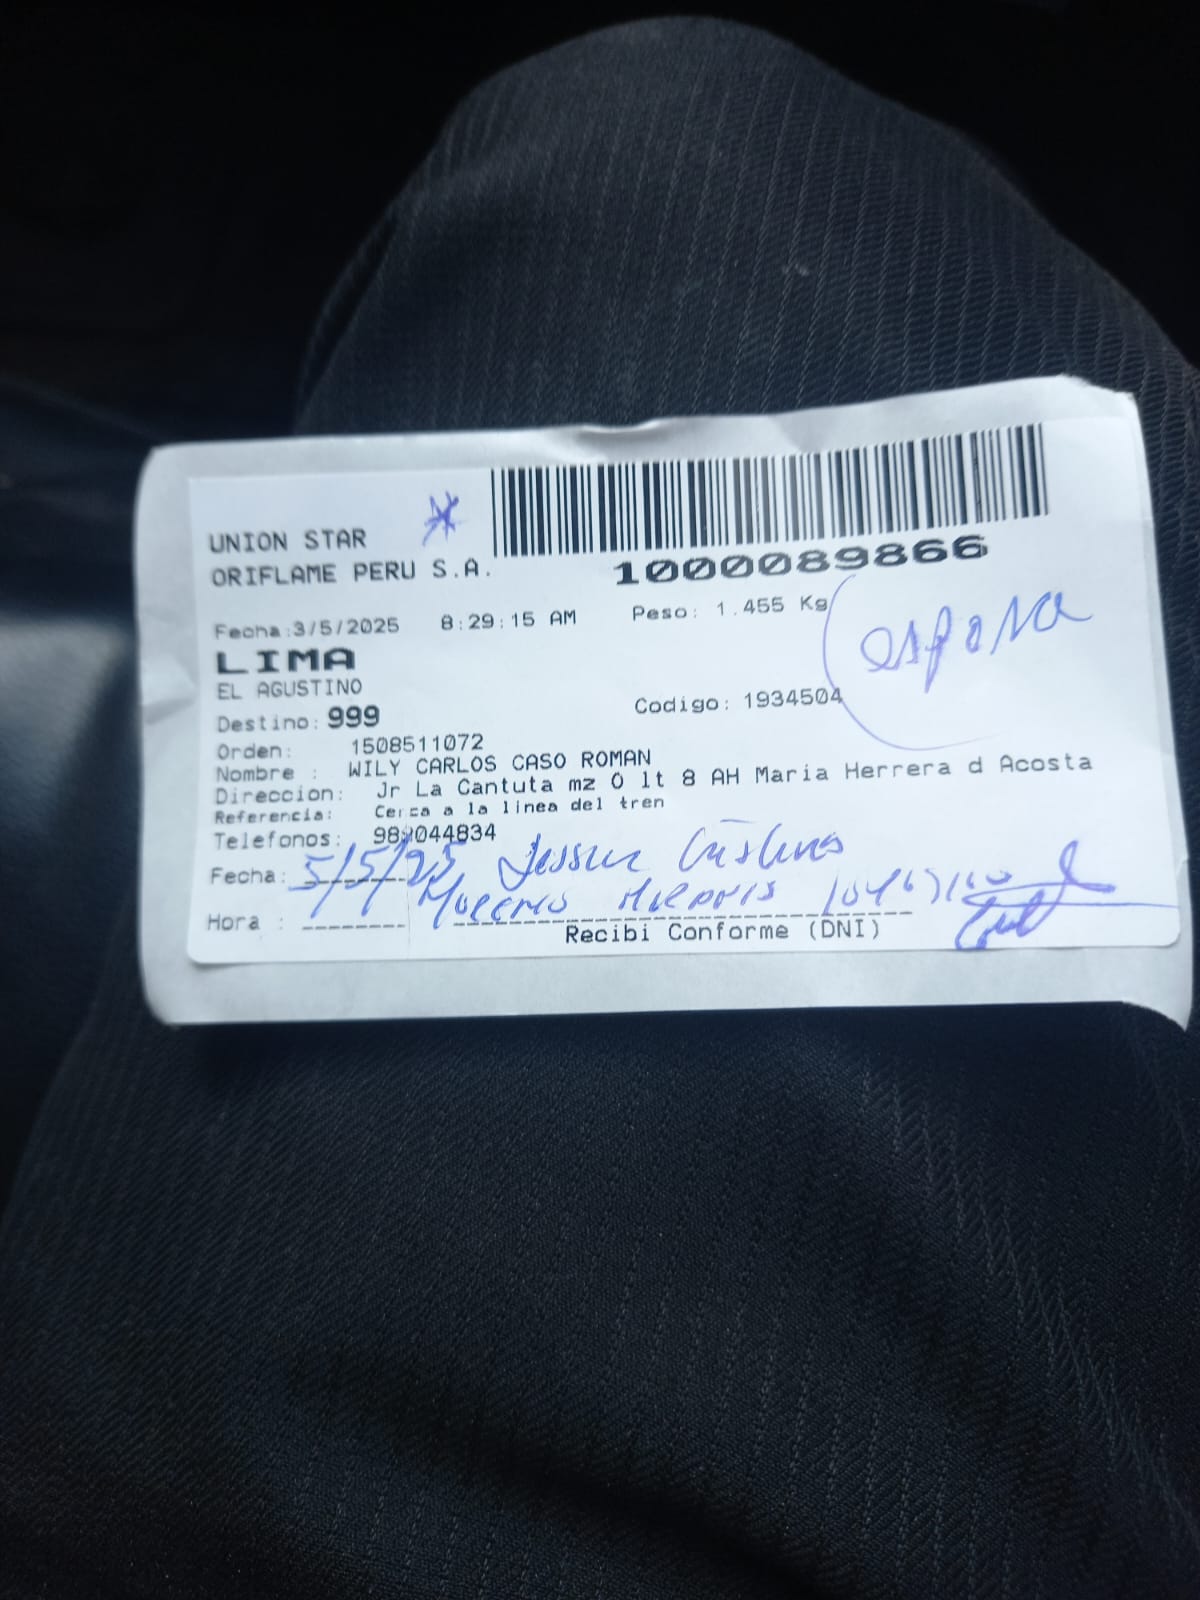 UNION STAR
ORIFLAME PERU S.A.
1000089866
Fecha:3/5/2025 8:29:15 AM Peso: 1.455 Kg
esposa
LIMA
EL AGUSTINO
Destino: 999 Codigo: 1934504
Orden: 1508511072
Nombre : WILY CARLOS CASO ROMAN
Direccion: Jr La Cantuta mz O lt 8 AH Maria Herrera d Acosta
Referencia: Cerca a la linea del tren
Telefonos:
Fecha: 5/5/25
Hora :
Recibi Conforme (DNI)